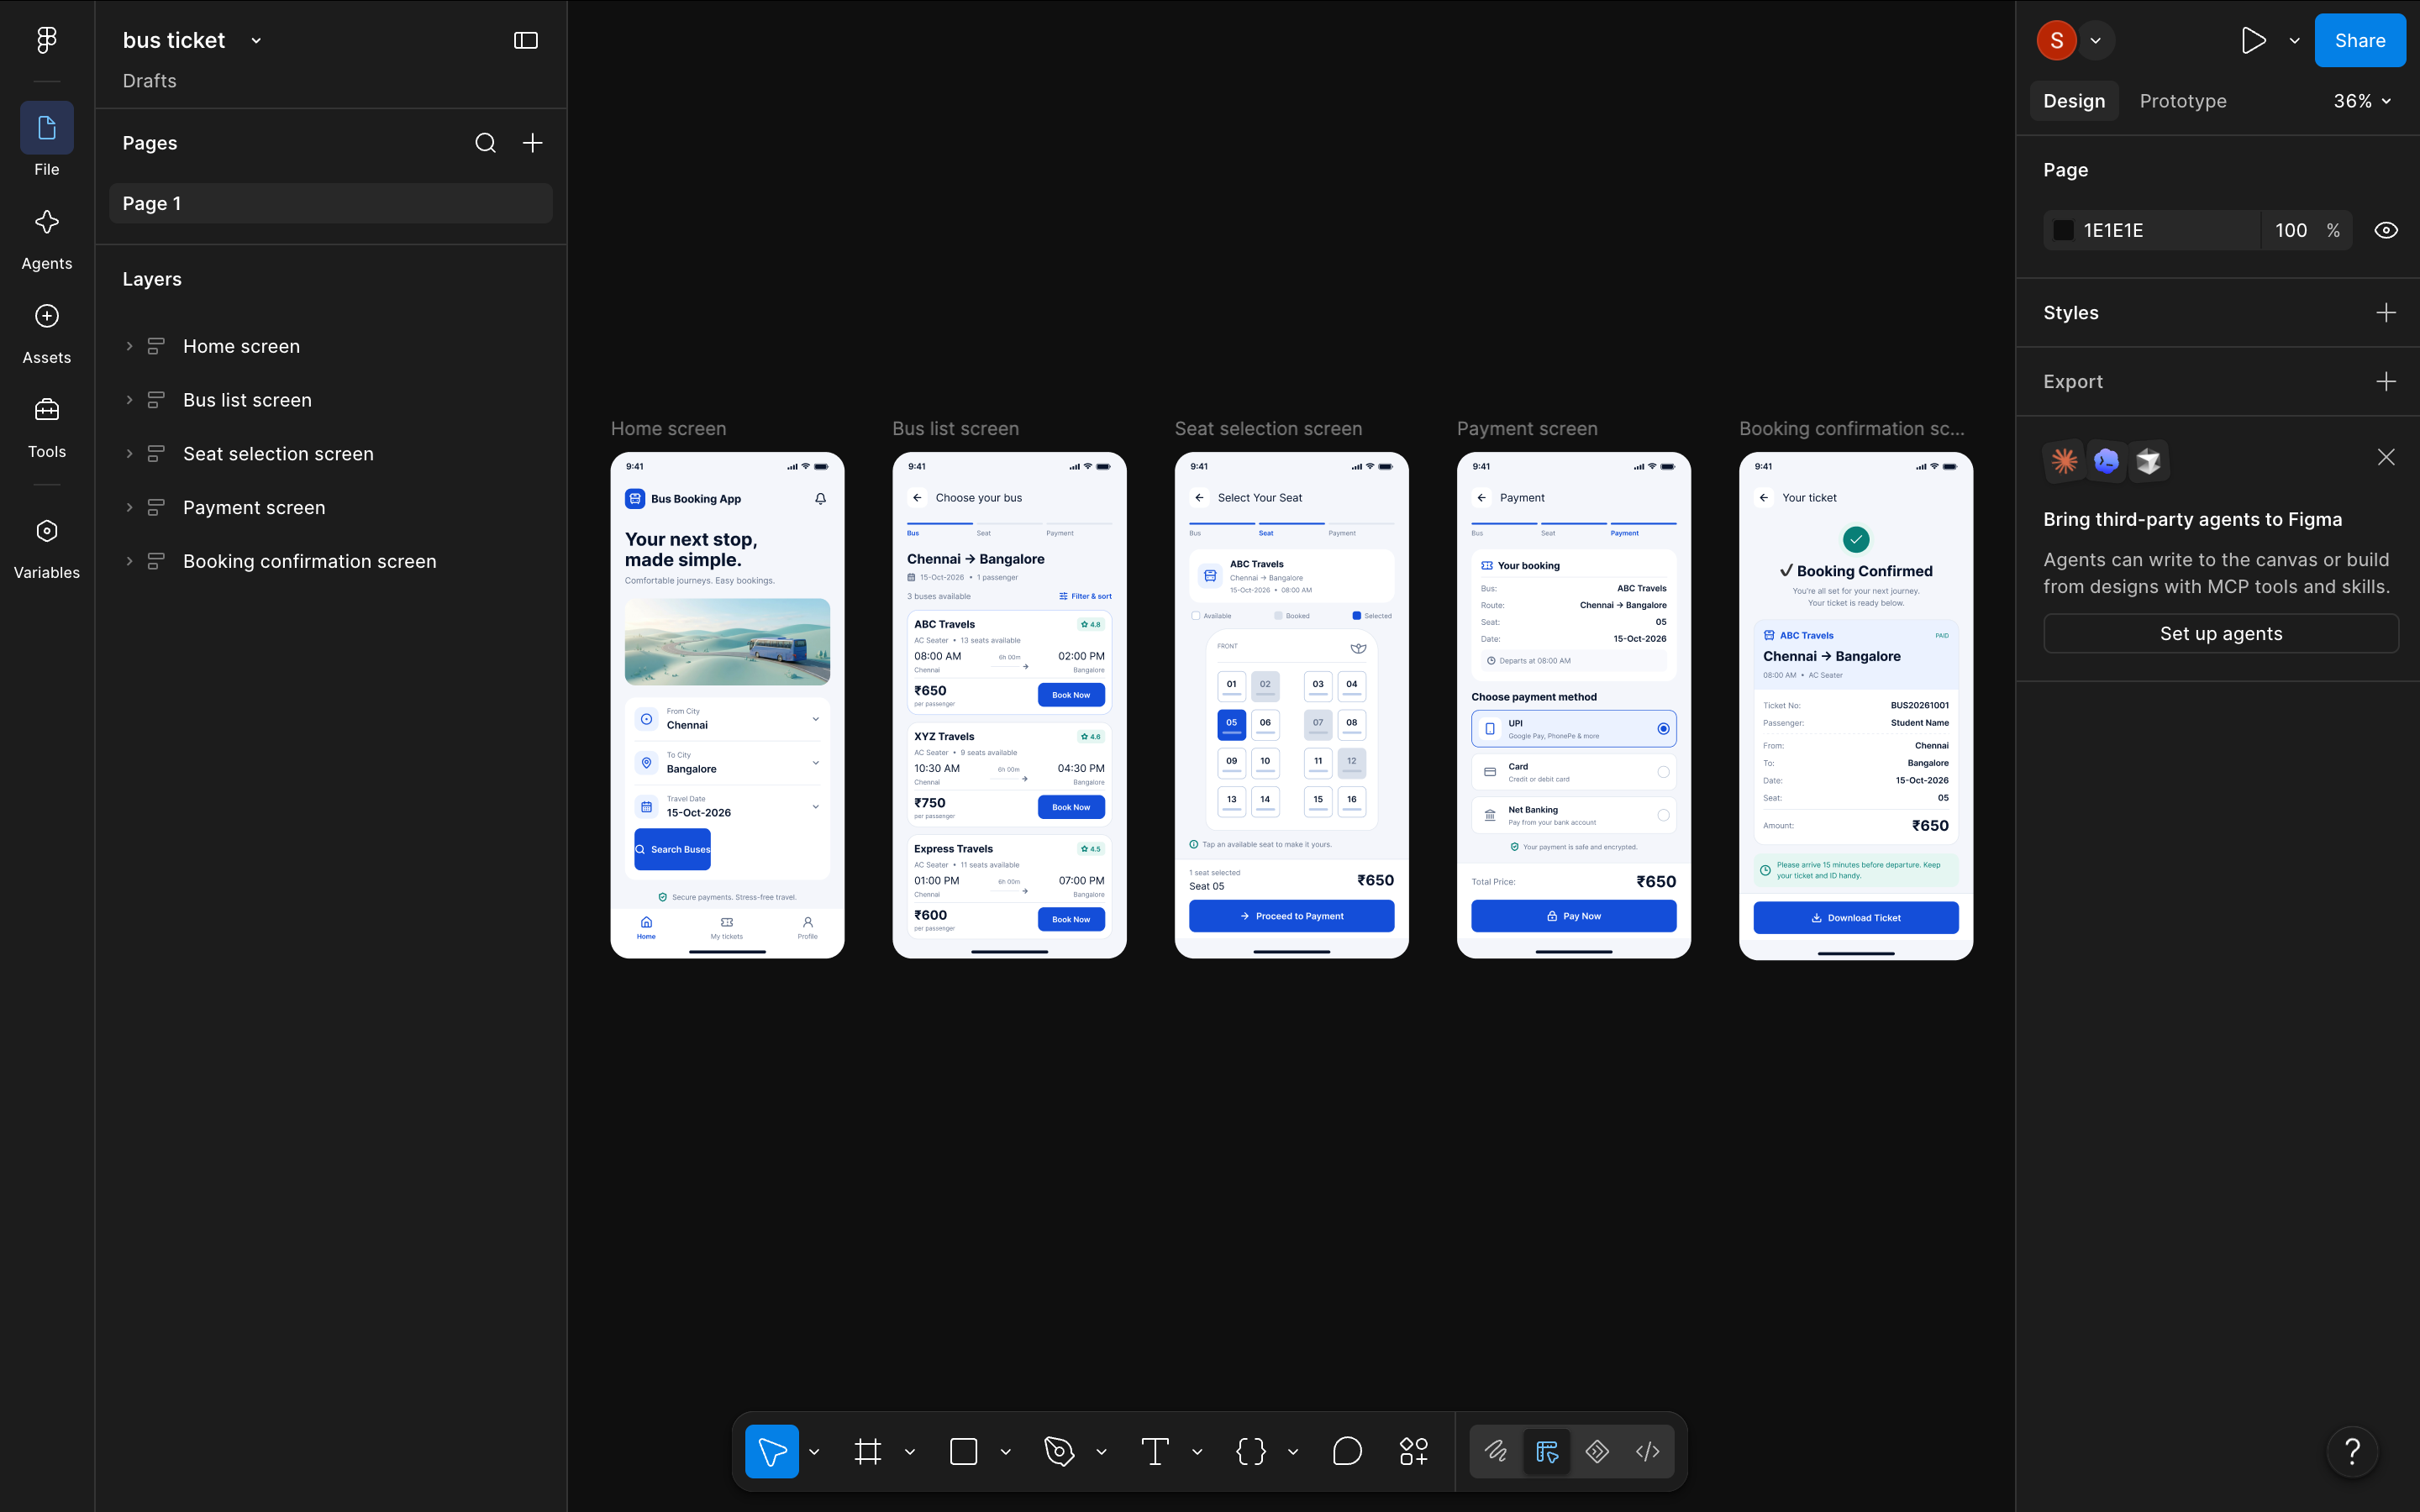 bus ticket
Drafts
File
Agents
Assets
Tools
Variables
Pages
Page 1
Layers
Home screen
Bus list screen
Seat selection screen
Payment screen
Booking confirmation screen
Home screen
9:41
Bus Booking App
Your next stop,
made simple.
Comfortable journeys. Easy bookings.
From City
Chennai
To City
Bangalore
Travel Date
15-Oct-2026
Search Buses
Secure payments. Stress-free travel.
Home
My tickets
Profile
Bus list screen
9:41
Choose your bus
Bus Seat Payment
Chennai → Bangalore
15-Oct-2026 • 1 passenger
3 buses available Filter & sort
ABC Travels 4.8
AC Seater • 13 seats available
08:00 AM 6h 00m 02:00 PM
Chennai Bangalore
₹650
per passenger
Book Now
XYZ Travels 4.6
AC Seater • 9 seats available
10:30 AM 6h 00m 04:30 PM
Chennai Bangalore
₹750
per passenger
Book Now
Express Travels 4.5
AC Seater • 11 seats available
01:00 PM 6h 00m 07:00 PM
Chennai Bangalore
₹600
per passenger
Book Now
Seat selection screen
9:41
Select Your Seat
Bus Seat Payment
ABC Travels
Chennai → Bangalore
15-Oct-2026 • 08:00 AM
Available Booked Selected
FRONT
01 02 03 04
05 06 07 08
09 10 11 12
13 14 15 16
Tap an available seat to make it yours.
1 seat selected
Seat 05
₹650
Proceed to Payment
Payment screen
9:41
Payment
Bus Seat Payment
Your booking
Bus: ABC Travels
Route: Chennai → Bangalore
Seat: 05
Date: 15-Oct-2026
Departs at 08:00 AM
Choose payment method
UPI
Google Pay, PhonePe & more
Card
Credit or debit card
Net Banking
Pay from your bank account
Your payment is safe and encrypted.
Total Price: ₹650
Pay Now
Booking confirmation sc...
9:41
Your ticket
✓ Booking Confirmed
You're all set for your next journey.
Your ticket is ready below.
ABC Travels PAID
Chennai → Bangalore
08:00 AM • AC Seater
Ticket No: BUS20261001
Passenger: Student Name
From: Chennai
To: Bangalore
Date: 15-Oct-2026
Seat: 05
Amount: ₹650
Please arrive 15 minutes before departure. Keep
your ticket and ID handy.
Download Ticket
S
Share
Design Prototype 36%
Page
1E1E1E 100 %
Styles
Export
Bring third-party agents to Figma
Agents can write to the canvas or build
from designs with MCP tools and skills.
Set up agents
?